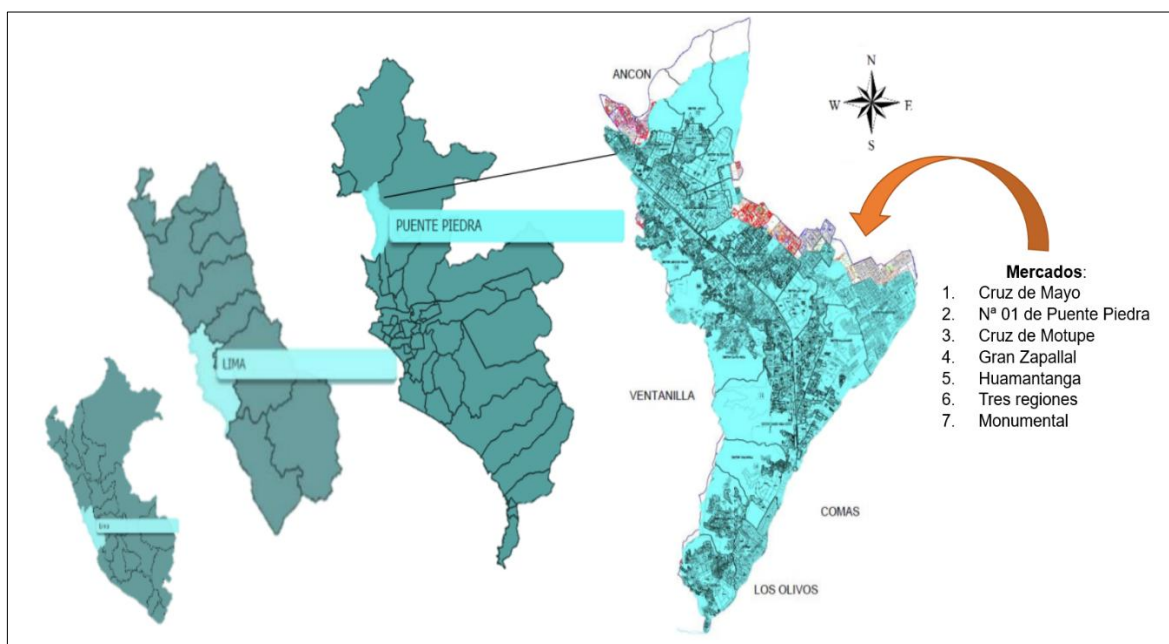 ANCON
N
W E
S
PUENTE PIEDRA
LIMA
VENTANILLA
COMAS
LOS OLIVOS
Mercados:
1. Cruz de Mayo
2. Nª 01 de Puente Piedra
3. Cruz de Motupe
4. Gran Zapallal
5. Huamantanga
6. Tres regiones
7. Monumental